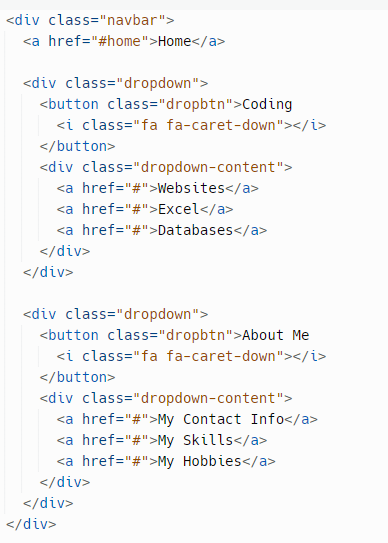 <div class="navbar">
  <a href="#home">Home</a>

  <div class="dropdown">
    <button class="dropbtn">Coding
      <i class="fa fa-caret-down"></i>
    </button>
    <div class="dropdown-content">
      <a href="#">Websites</a>
      <a href="#">Excel</a>
      <a href="#">Databases</a>
    </div>
  </div>

  <div class="dropdown">
    <button class="dropbtn">About Me
      <i class="fa fa-caret-down"></i>
    </button>
    <div class="dropdown-content">
      <a href="#">My Contact Info</a>
      <a href="#">My Skills</a>
      <a href="#">My Hobbies</a>
    </div>
  </div>
</div>